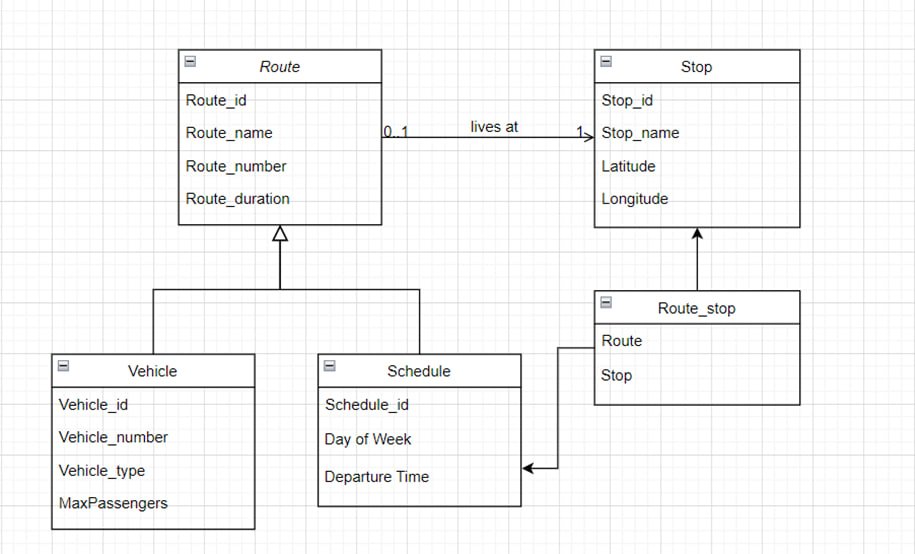 Route
Route_id
Route_name
Route_number
Route_duration
0..1
lives at
1
Stop
Stop_id
Stop_name
Latitude
Longitude
Route_stop
Route
Stop
Vehicle
Vehicle_id
Vehicle_number
Vehicle_type
MaxPassengers
Schedule
Schedule_id
Day of Week
Departure Time